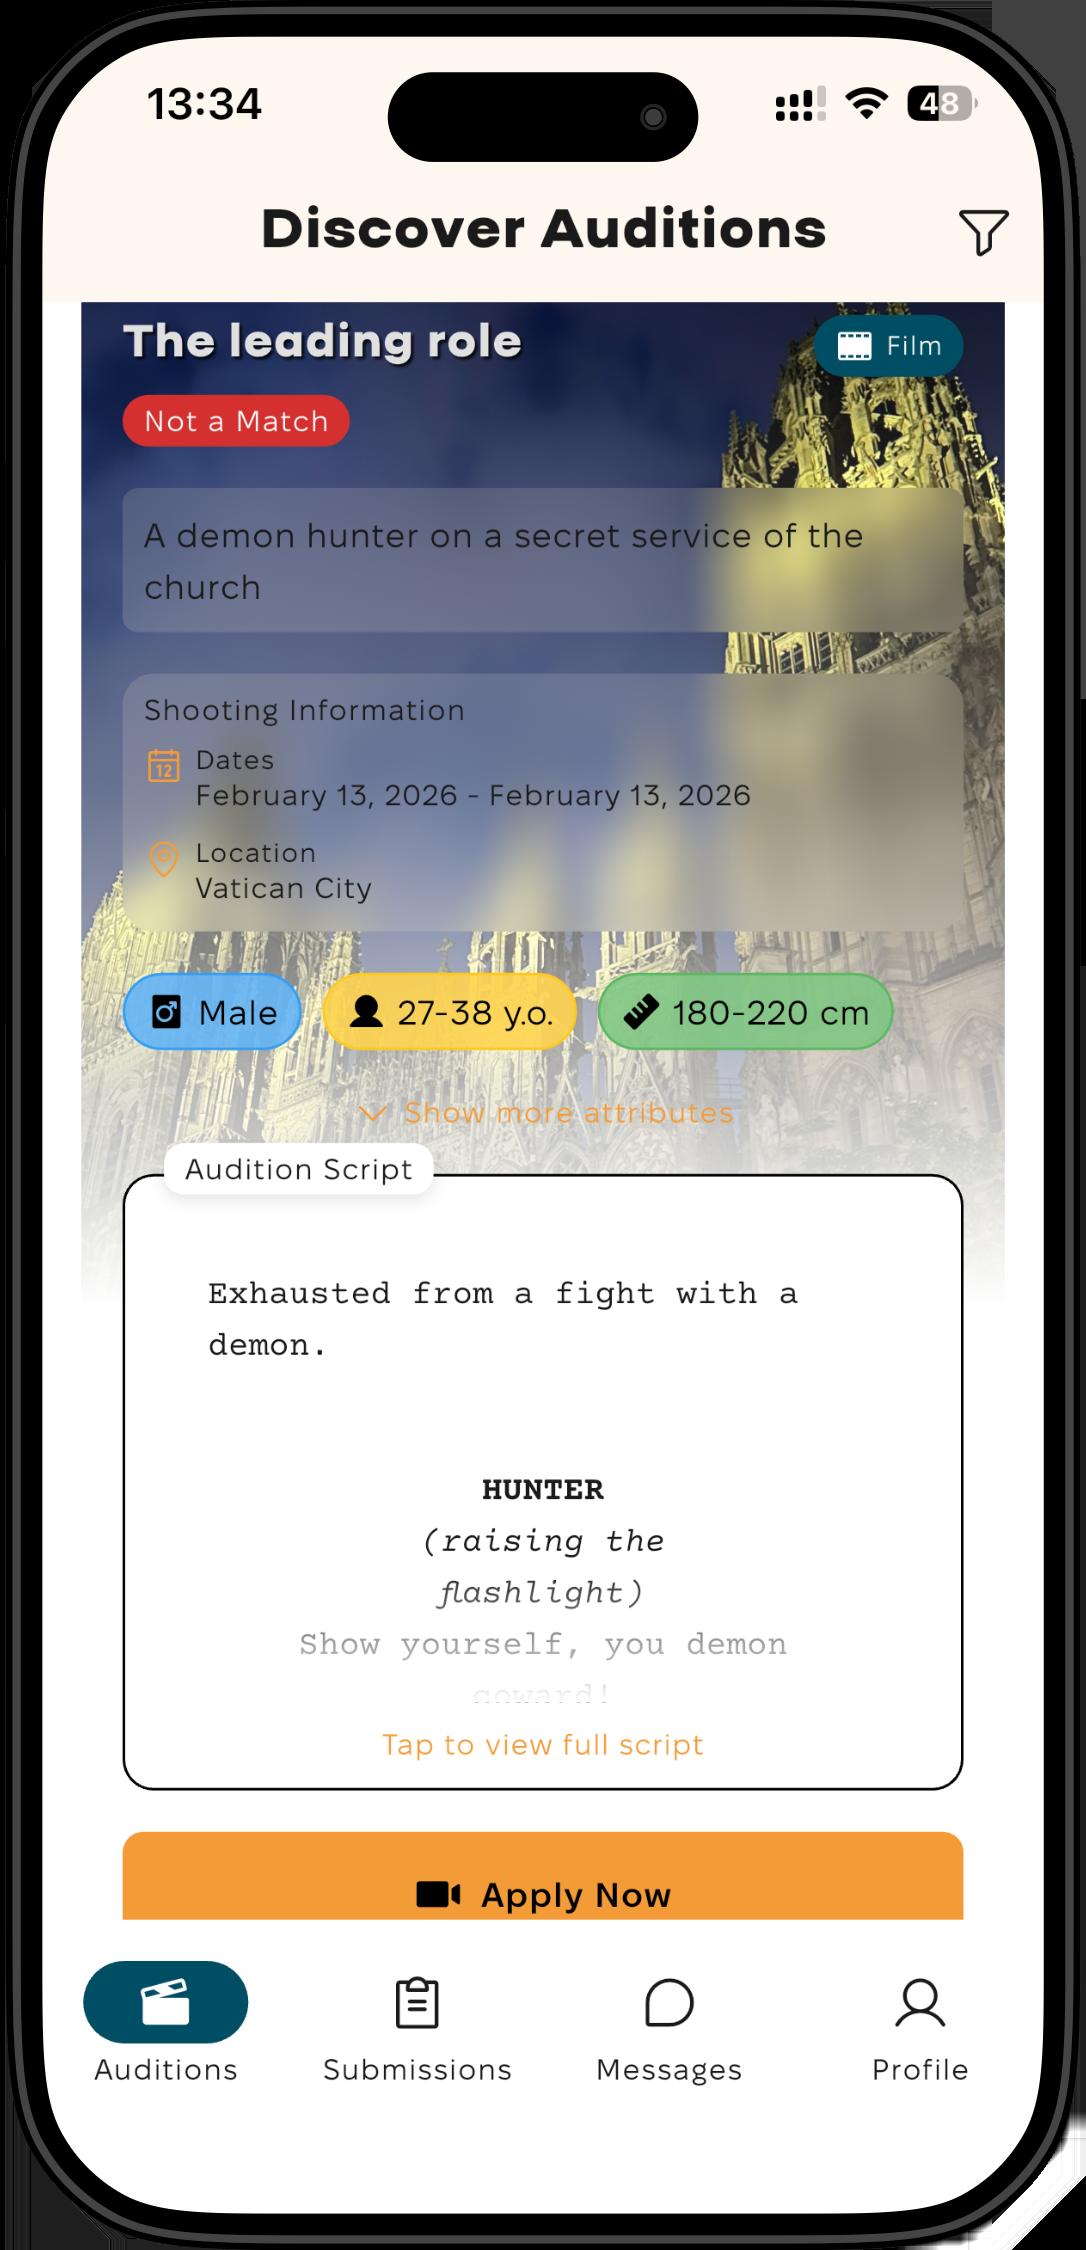 13:34
48
Discover Auditions
The leading role
Film
Not a Match
A demon hunter on a secret service of the
church
Shooting Information
12
Dates
February 13, 2026 - February 13, 2026
Location
Vatican City
Male
27-38 y.o.
180-220 cm
Show more attributes
Audition Script
Exhausted from a fight with a
demon.
HUNTER
(raising the
flashlight)
Show yourself, you demon
coward!
Tap to view full script
Apply Now
Auditions
Submissions
Messages
Profile